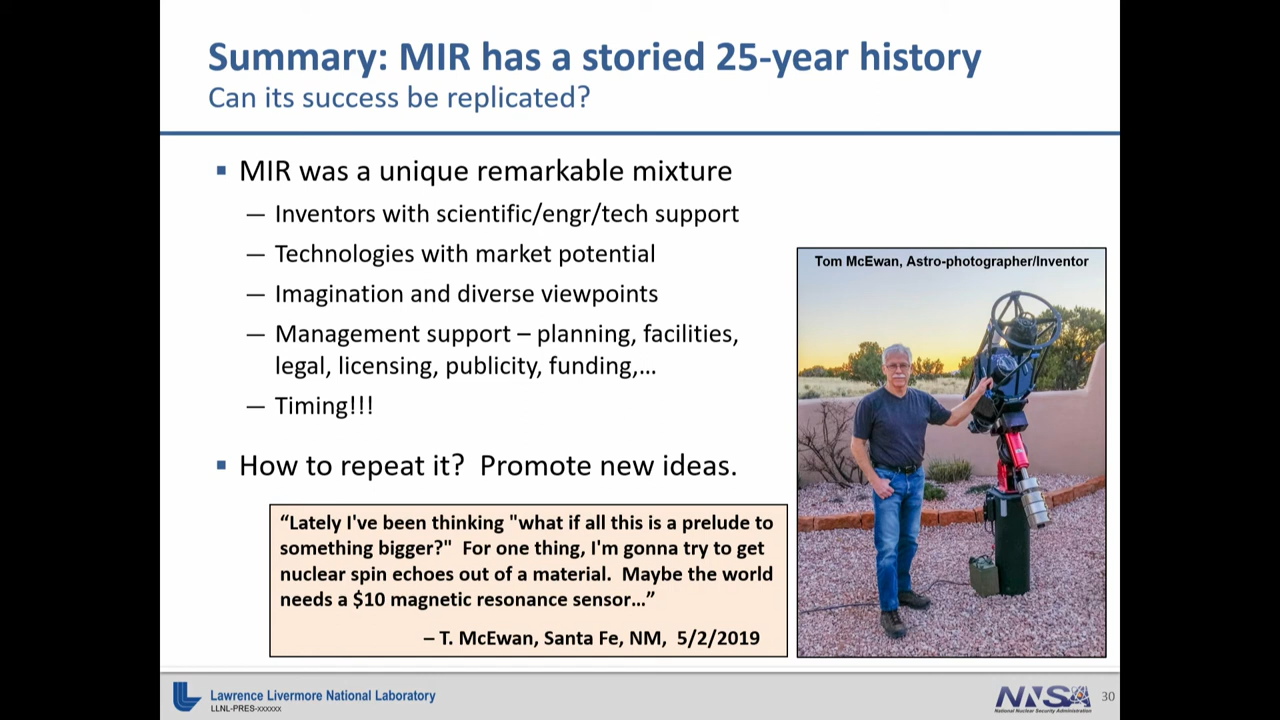 Summary: MIR has a storied 25-year history
Can its success be replicated?
MIR was a unique remarkable mixture
— Inventors with scientific/engr/tech support
— Technologies with market potential
— Imagination and diverse viewpoints
— Management support – planning, facilities,
legal, licensing, publicity, funding,...
— Timing!!!
How to repeat it? Promote new ideas.
“Lately I've been thinking "what if all this is a prelude to
something bigger?" For one thing, I'm gonna try to get
nuclear spin echoes out of a material. Maybe the world
needs a $10 magnetic resonance sensor...”
– T. McEwan, Santa Fe, NM, 5/2/2019
Tom McEwan, Astro-photographer/Inventor
Lawrence Livermore National Laboratory
LLNL-PRES-xxxxxx
NNSA
National Nuclear Security Administration
30